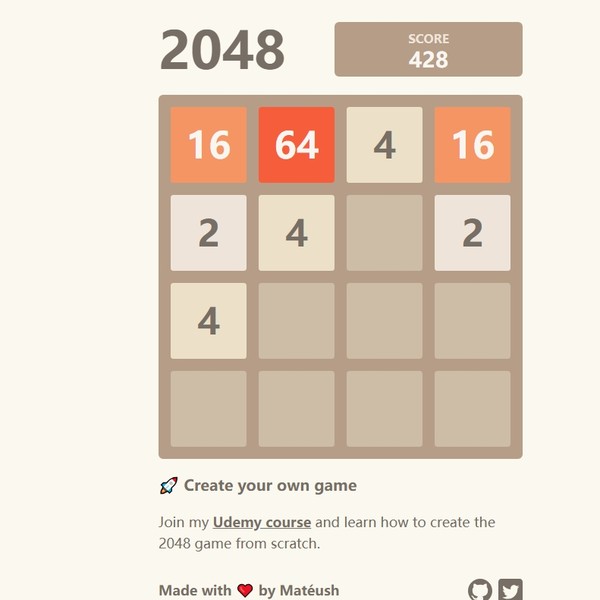 2048
SCORE
428
16 64 4 16
2 4 2
4
Create your own game
Join my Udemy course and learn how to create the
2048 game from scratch.
Made with by Matéush